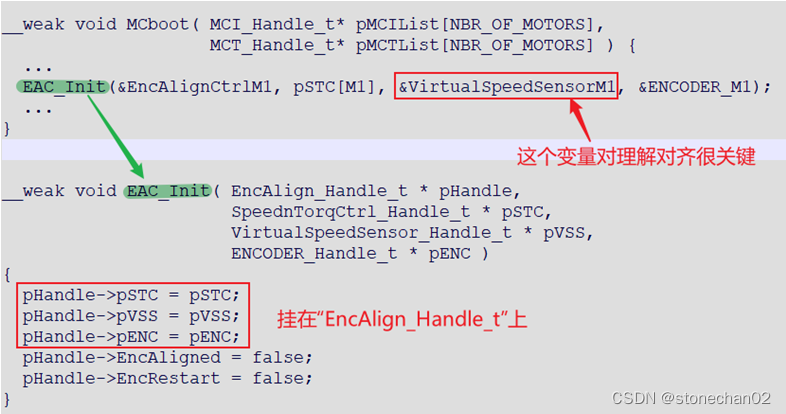 __weak void MCboot( MCI_Handle_t* pMCIList[NBR_OF_MOTORS],
MCT_Handle_t* pMCTList[NBR_OF_MOTORS] ) {
...
EAC_Init(&EncAlignCtrlM1, pSTC[M1], &VirtualSpeedSensorM1, &ENCODER_M1);
...
}
这个变量对理解对齐很关键
__weak void EAC_Init( EncAlign_Handle_t * pHandle,
SpeednTorqCtrl_Handle_t * pSTC,
VirtualSpeedSensor_Handle_t * pVSS,
ENCODER_Handle_t * pENC )
{
pHandle->pSTC = pSTC;
pHandle->pVSS = pVSS;
pHandle->pENC = pENC;
挂在“EncAlign_Handle_t”上
pHandle->EncAligned = false;
pHandle->EncRestart = false;
}
CSDN @stonechan02